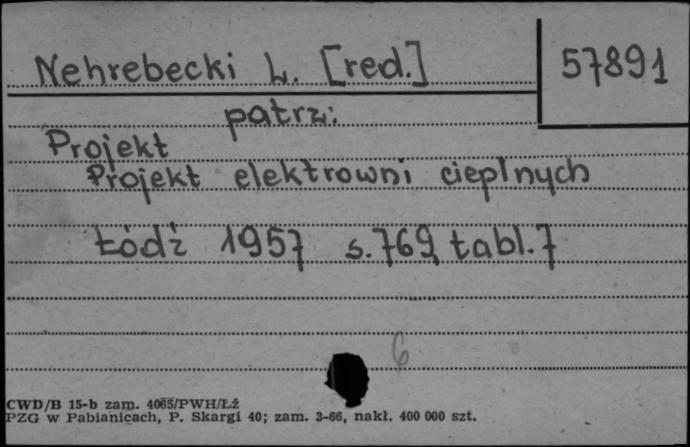 Nehrebecki L. [red.]
57891
patrz:
Projekt
Projekt elektrowni cieplnych
Łódź 1957 s.769, tabl.7
6
CWD/B 15-b zam. 4065/PWH/Łź
PZG w Pabianicach, P. Skargi 40; zam. 3-66, nakł. 400 000 szt.